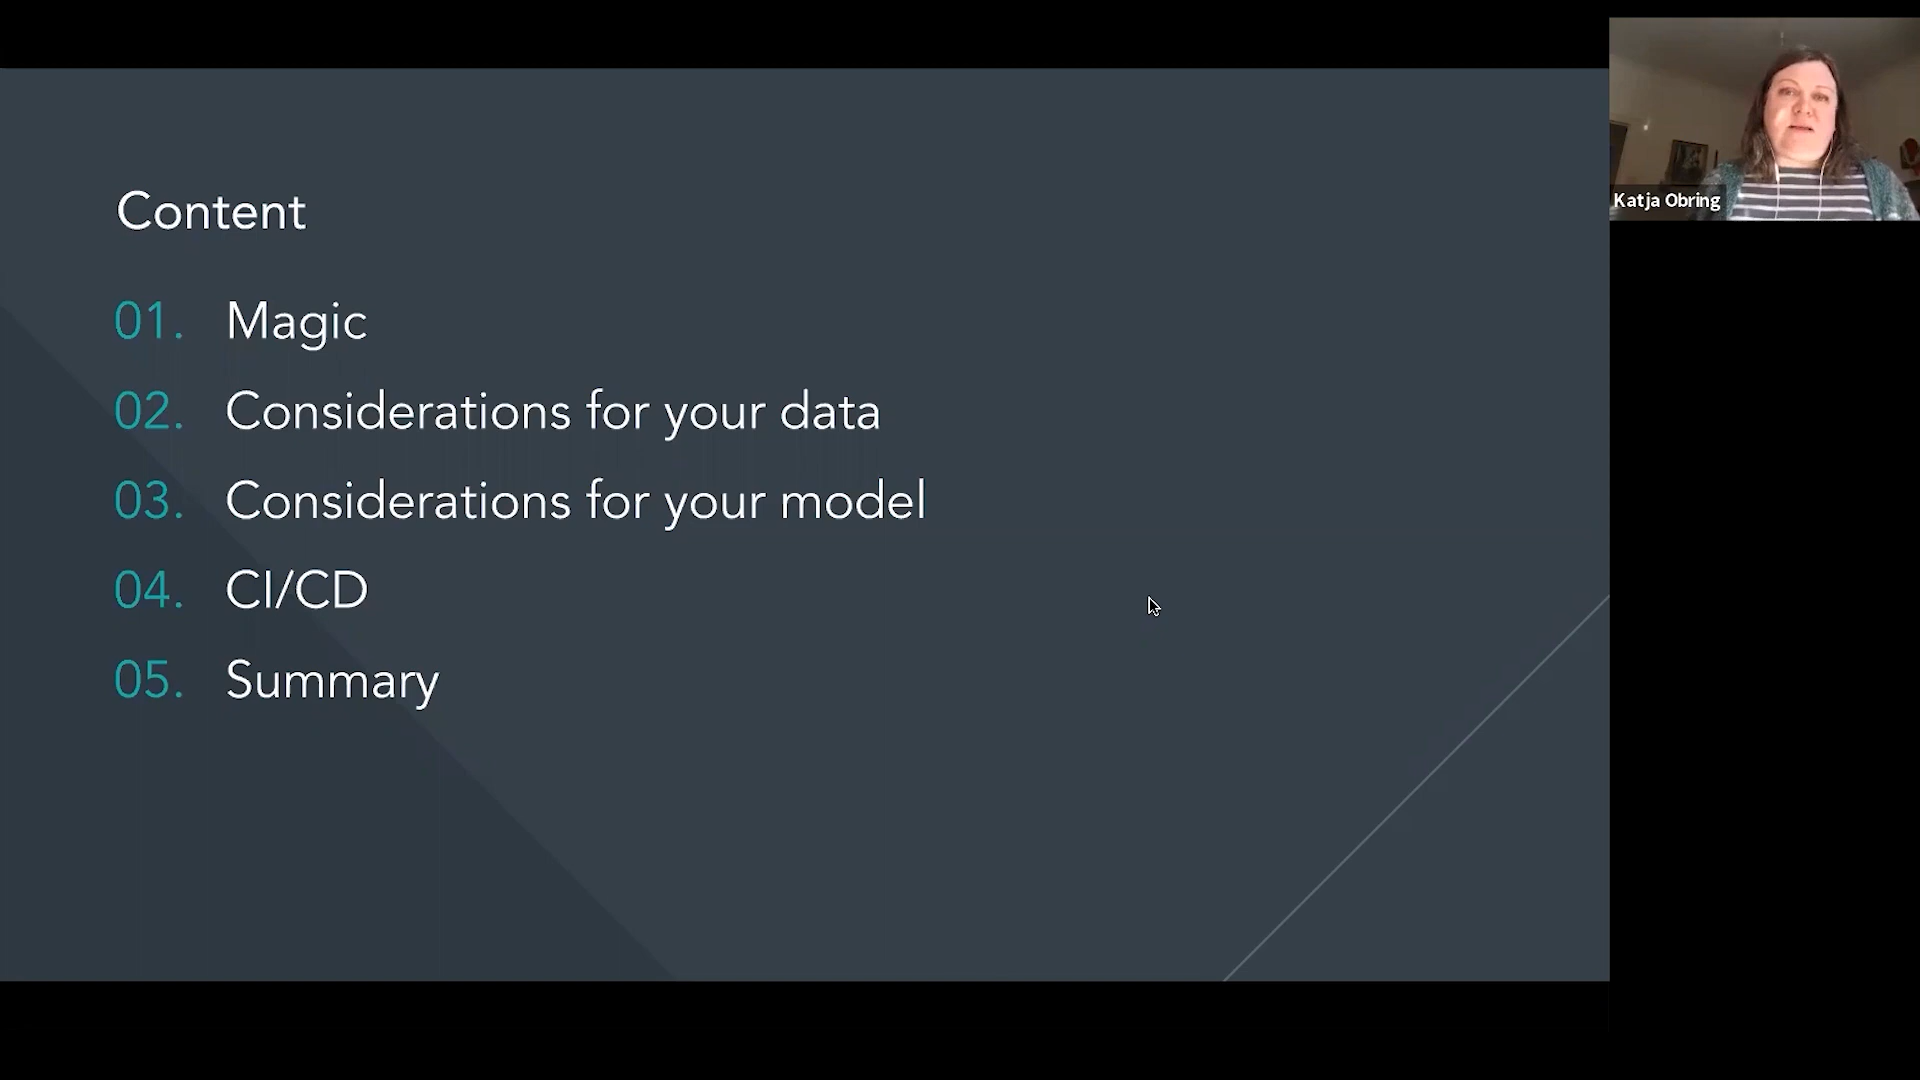 Content
01. Magic
02. Considerations for your data
03. Considerations for your model
04. CI/CD
05. Summary
Katja Obring